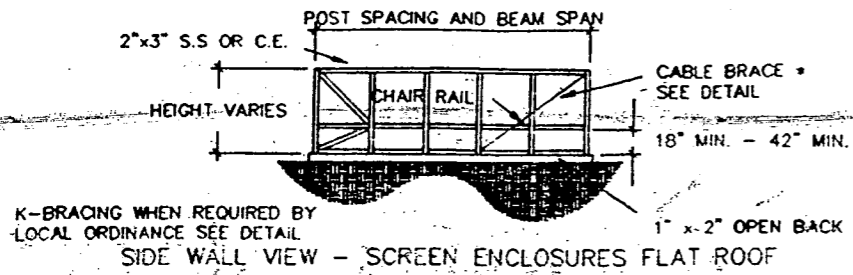 POST SPACING AND BEAM SPAN
2"x3" S.S OR C.E.
CABLE BRACE *
SEE DETAIL
CHAIR RAIL
HEIGHT VARIES
18" MIN. - 42" MIN.
K-BRACING WHEN REQUIRED BY
LOCAL ORDINANCE SEE DETAIL
1" x 2" OPEN BACK
SIDE WALL VIEW - SCREEN ENCLOSURES FLAT ROOF